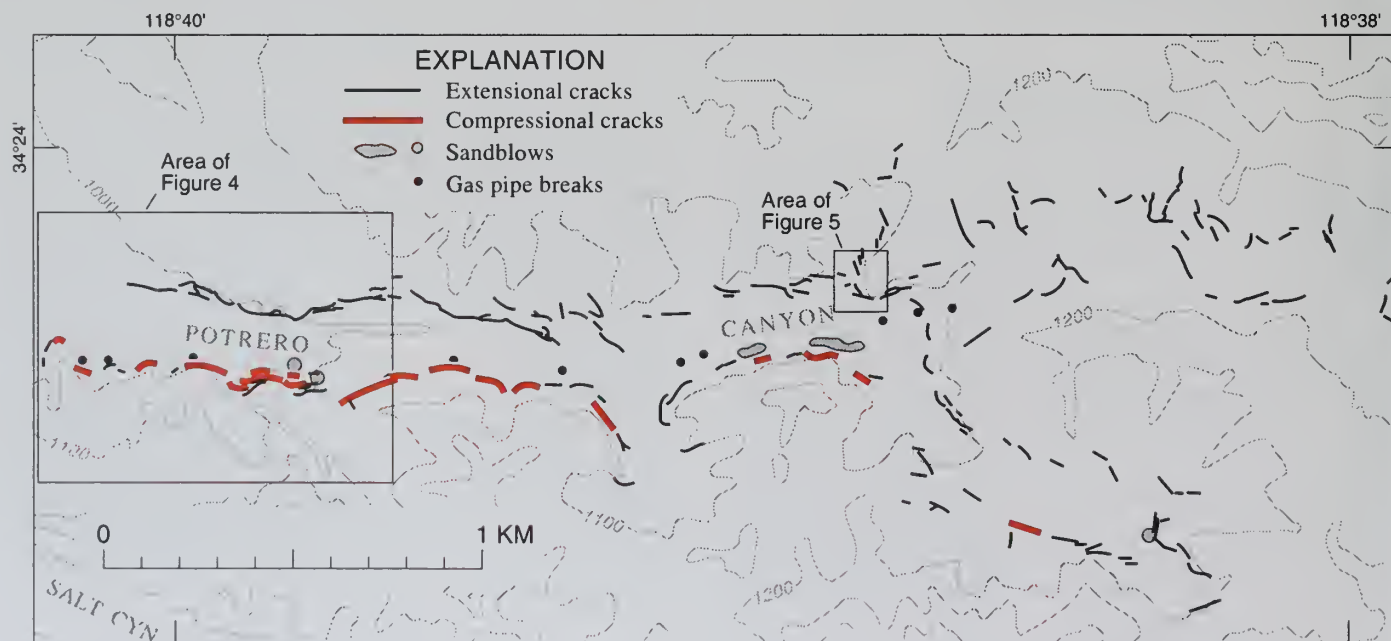 118°40'
118°38'
EXPLANATION
Extensional cracks
Compressional cracks
Sandblows
Gas pipe breaks
34°24'
Area of
Figure 4
1000
1200
Area of
Figure 5
POTRERO
CANYON
1200
1100
1100
0 1 KM
1200
SALT CYN